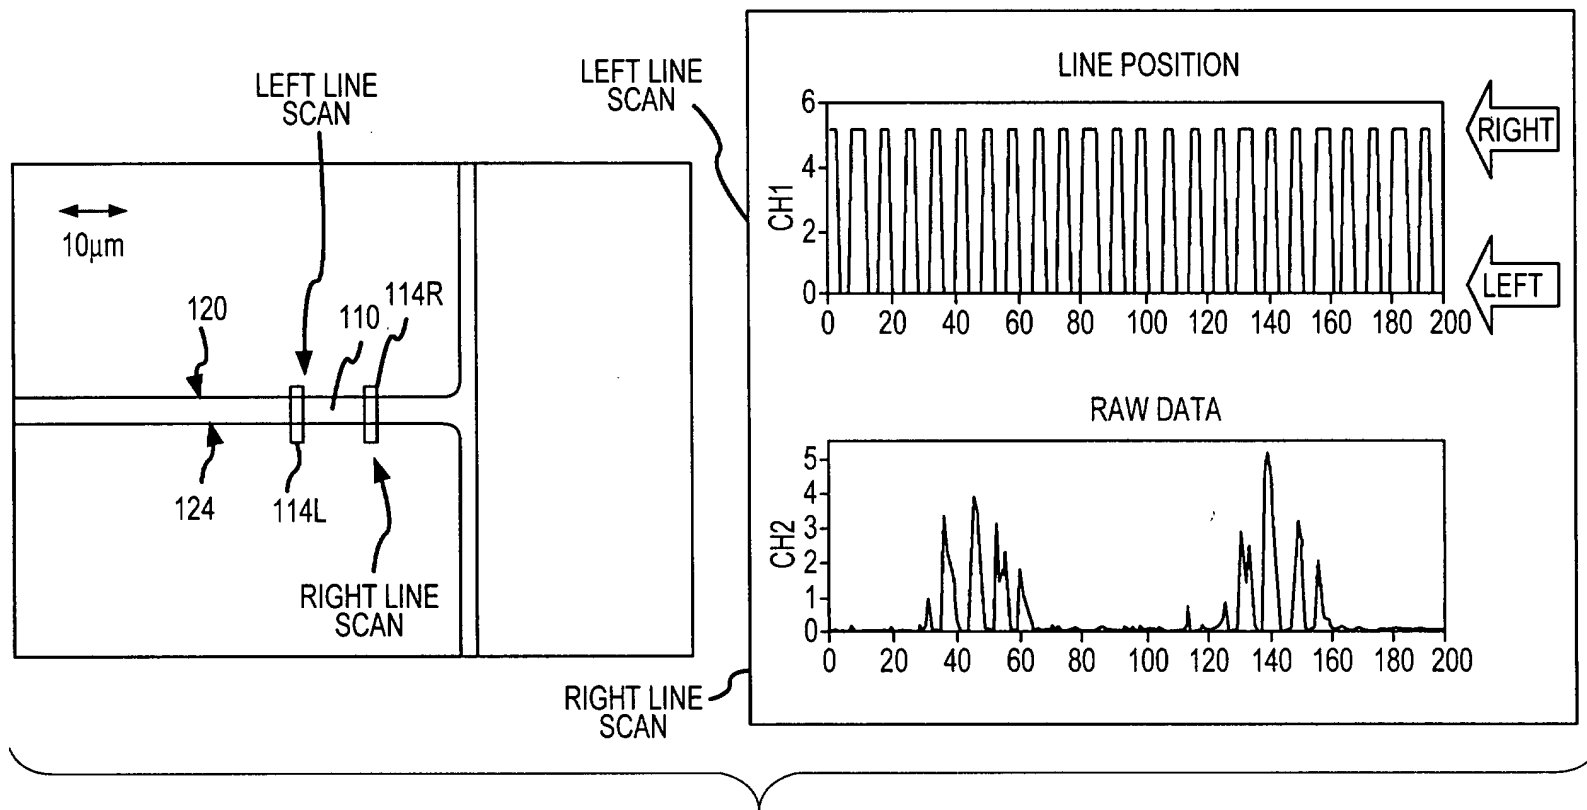 LEFT LINE
SCAN
10µm
120
110
114R
124
114L
RIGHT LINE
SCAN
LEFT LINE
SCAN
RIGHT LINE
SCAN
LINE POSITION
6
4
2
0
CH1
0 20 40 60 80 100 120 140 160 180 200
RIGHT
LEFT
RAW DATA
5
4
3
2
1
0
CH2
0 20 40 60 80 100 120 140 160 180 200